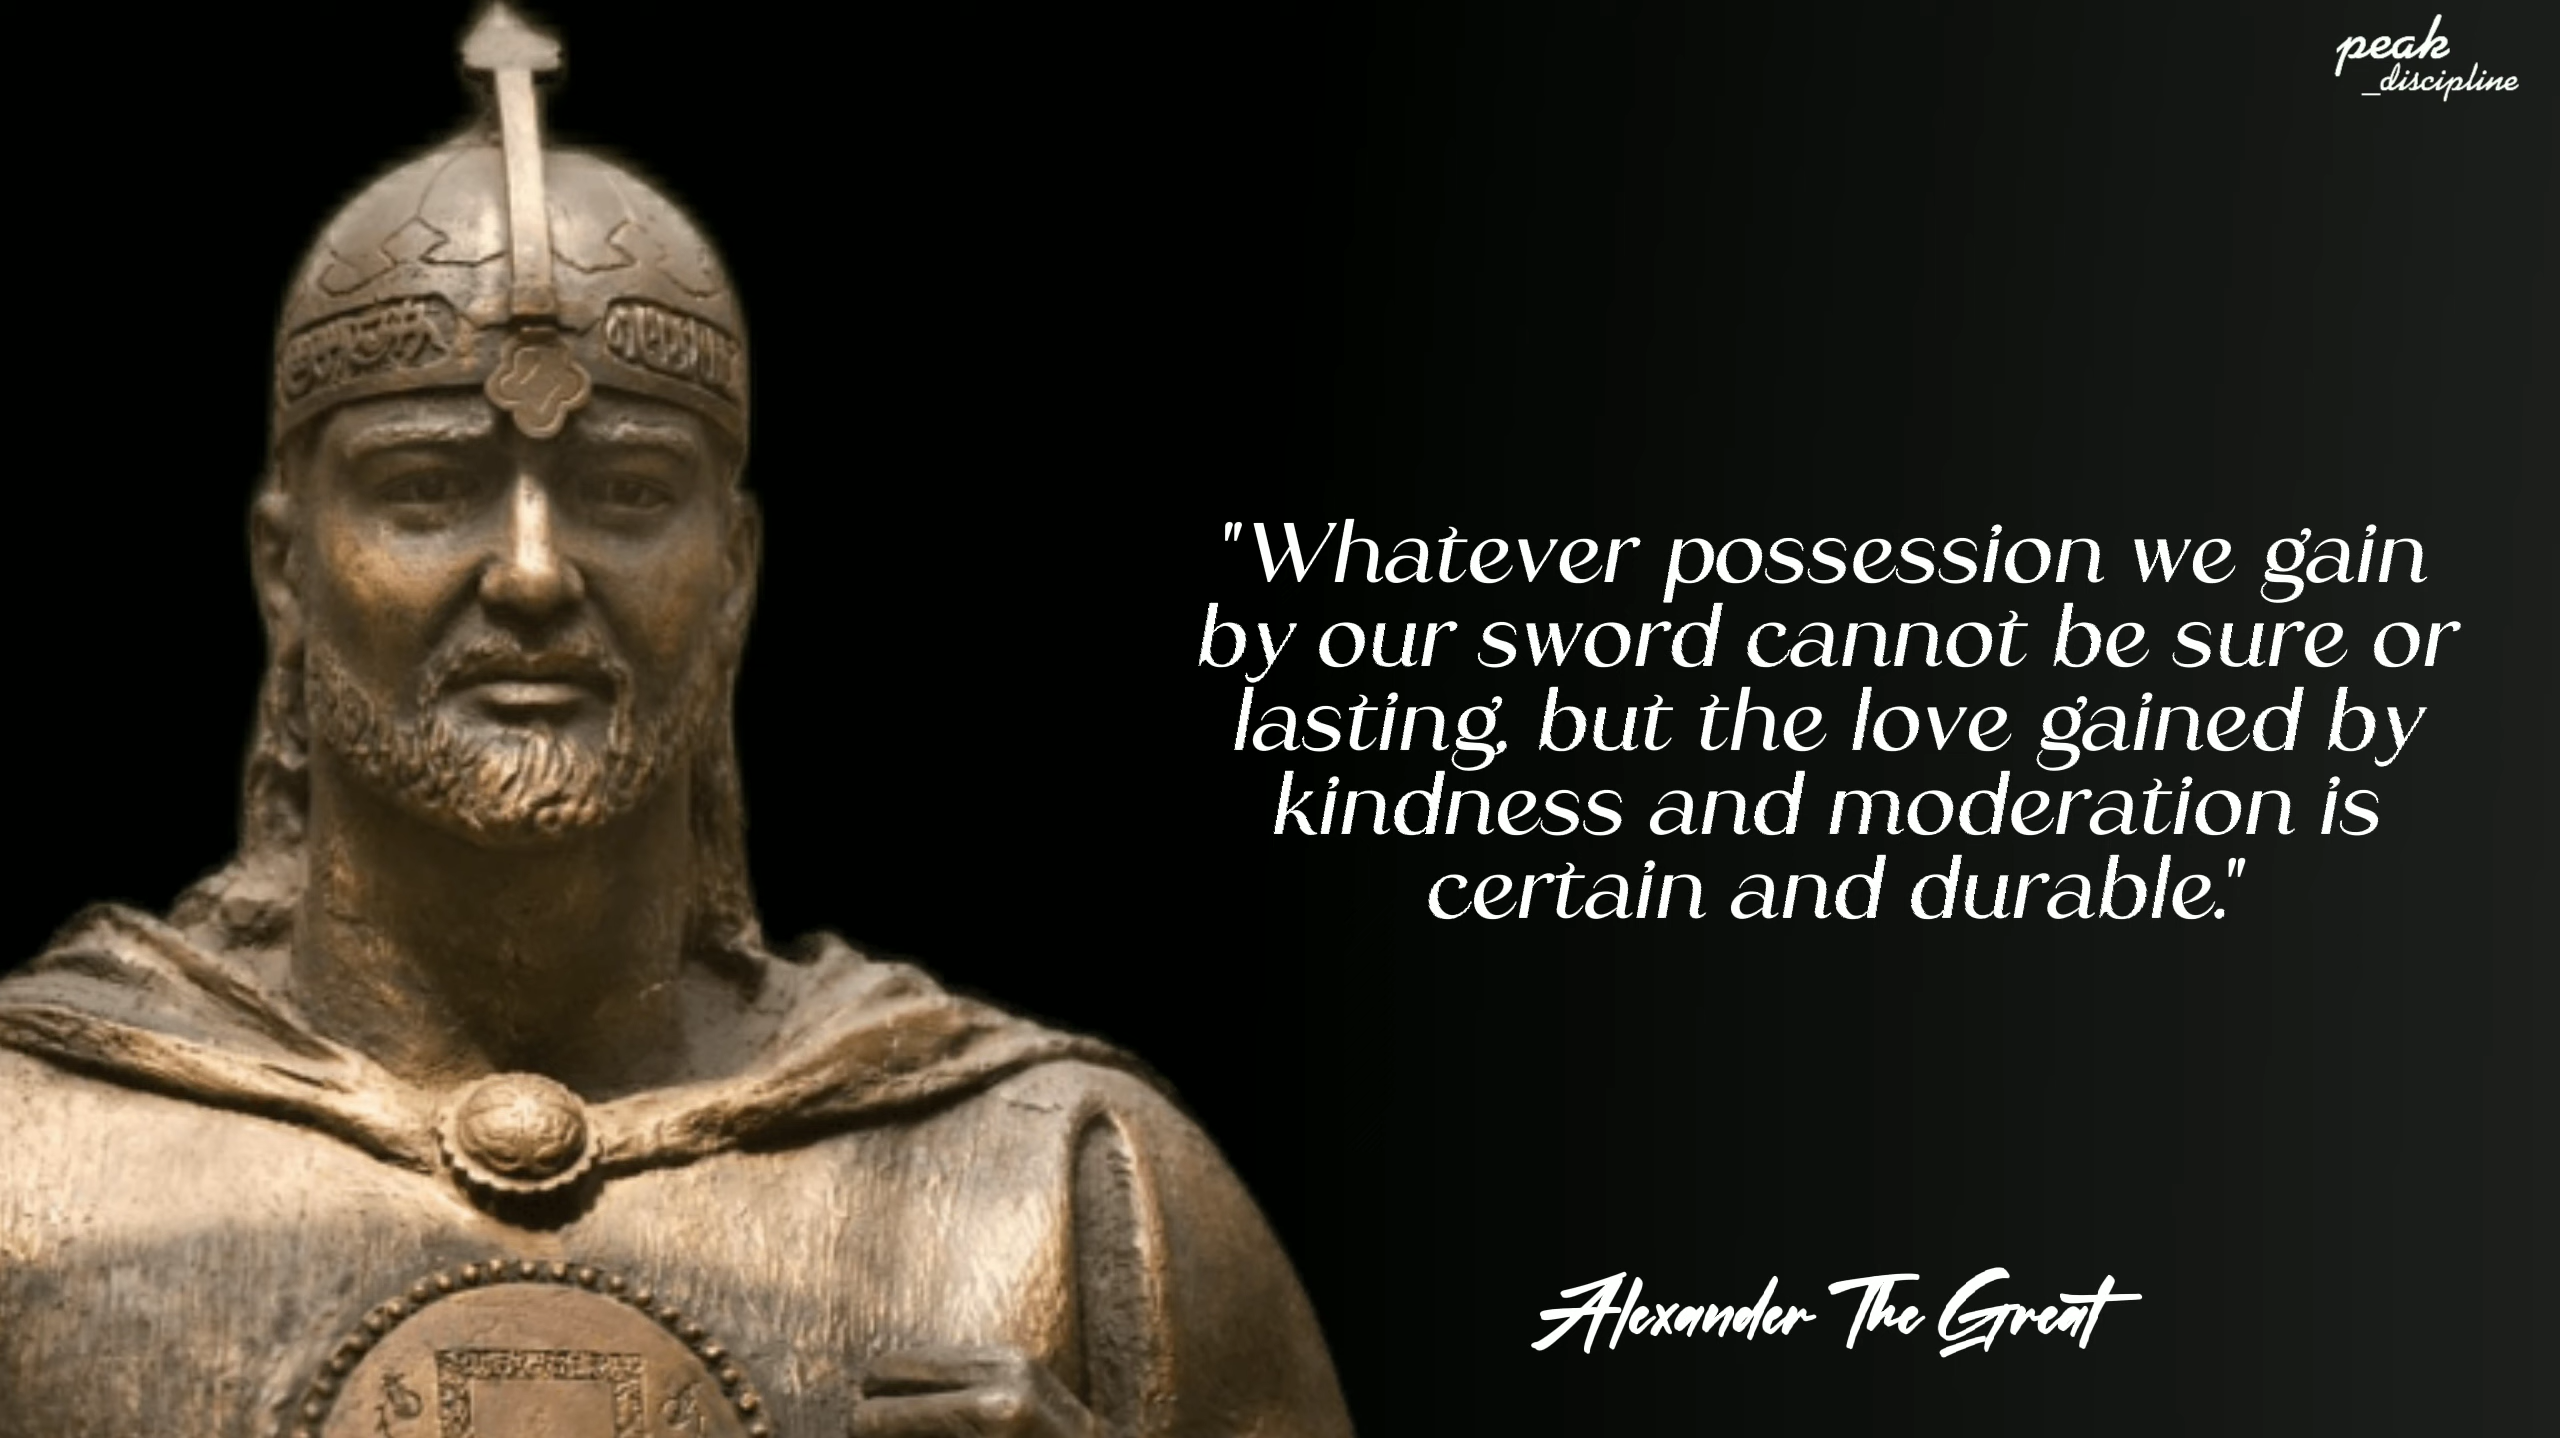 peak
_discipline
"Whatever possession we gain
by our sword cannot be sure or
lasting, but the love gained by
kindness and moderation is
certain and durable."
Alexander The Great